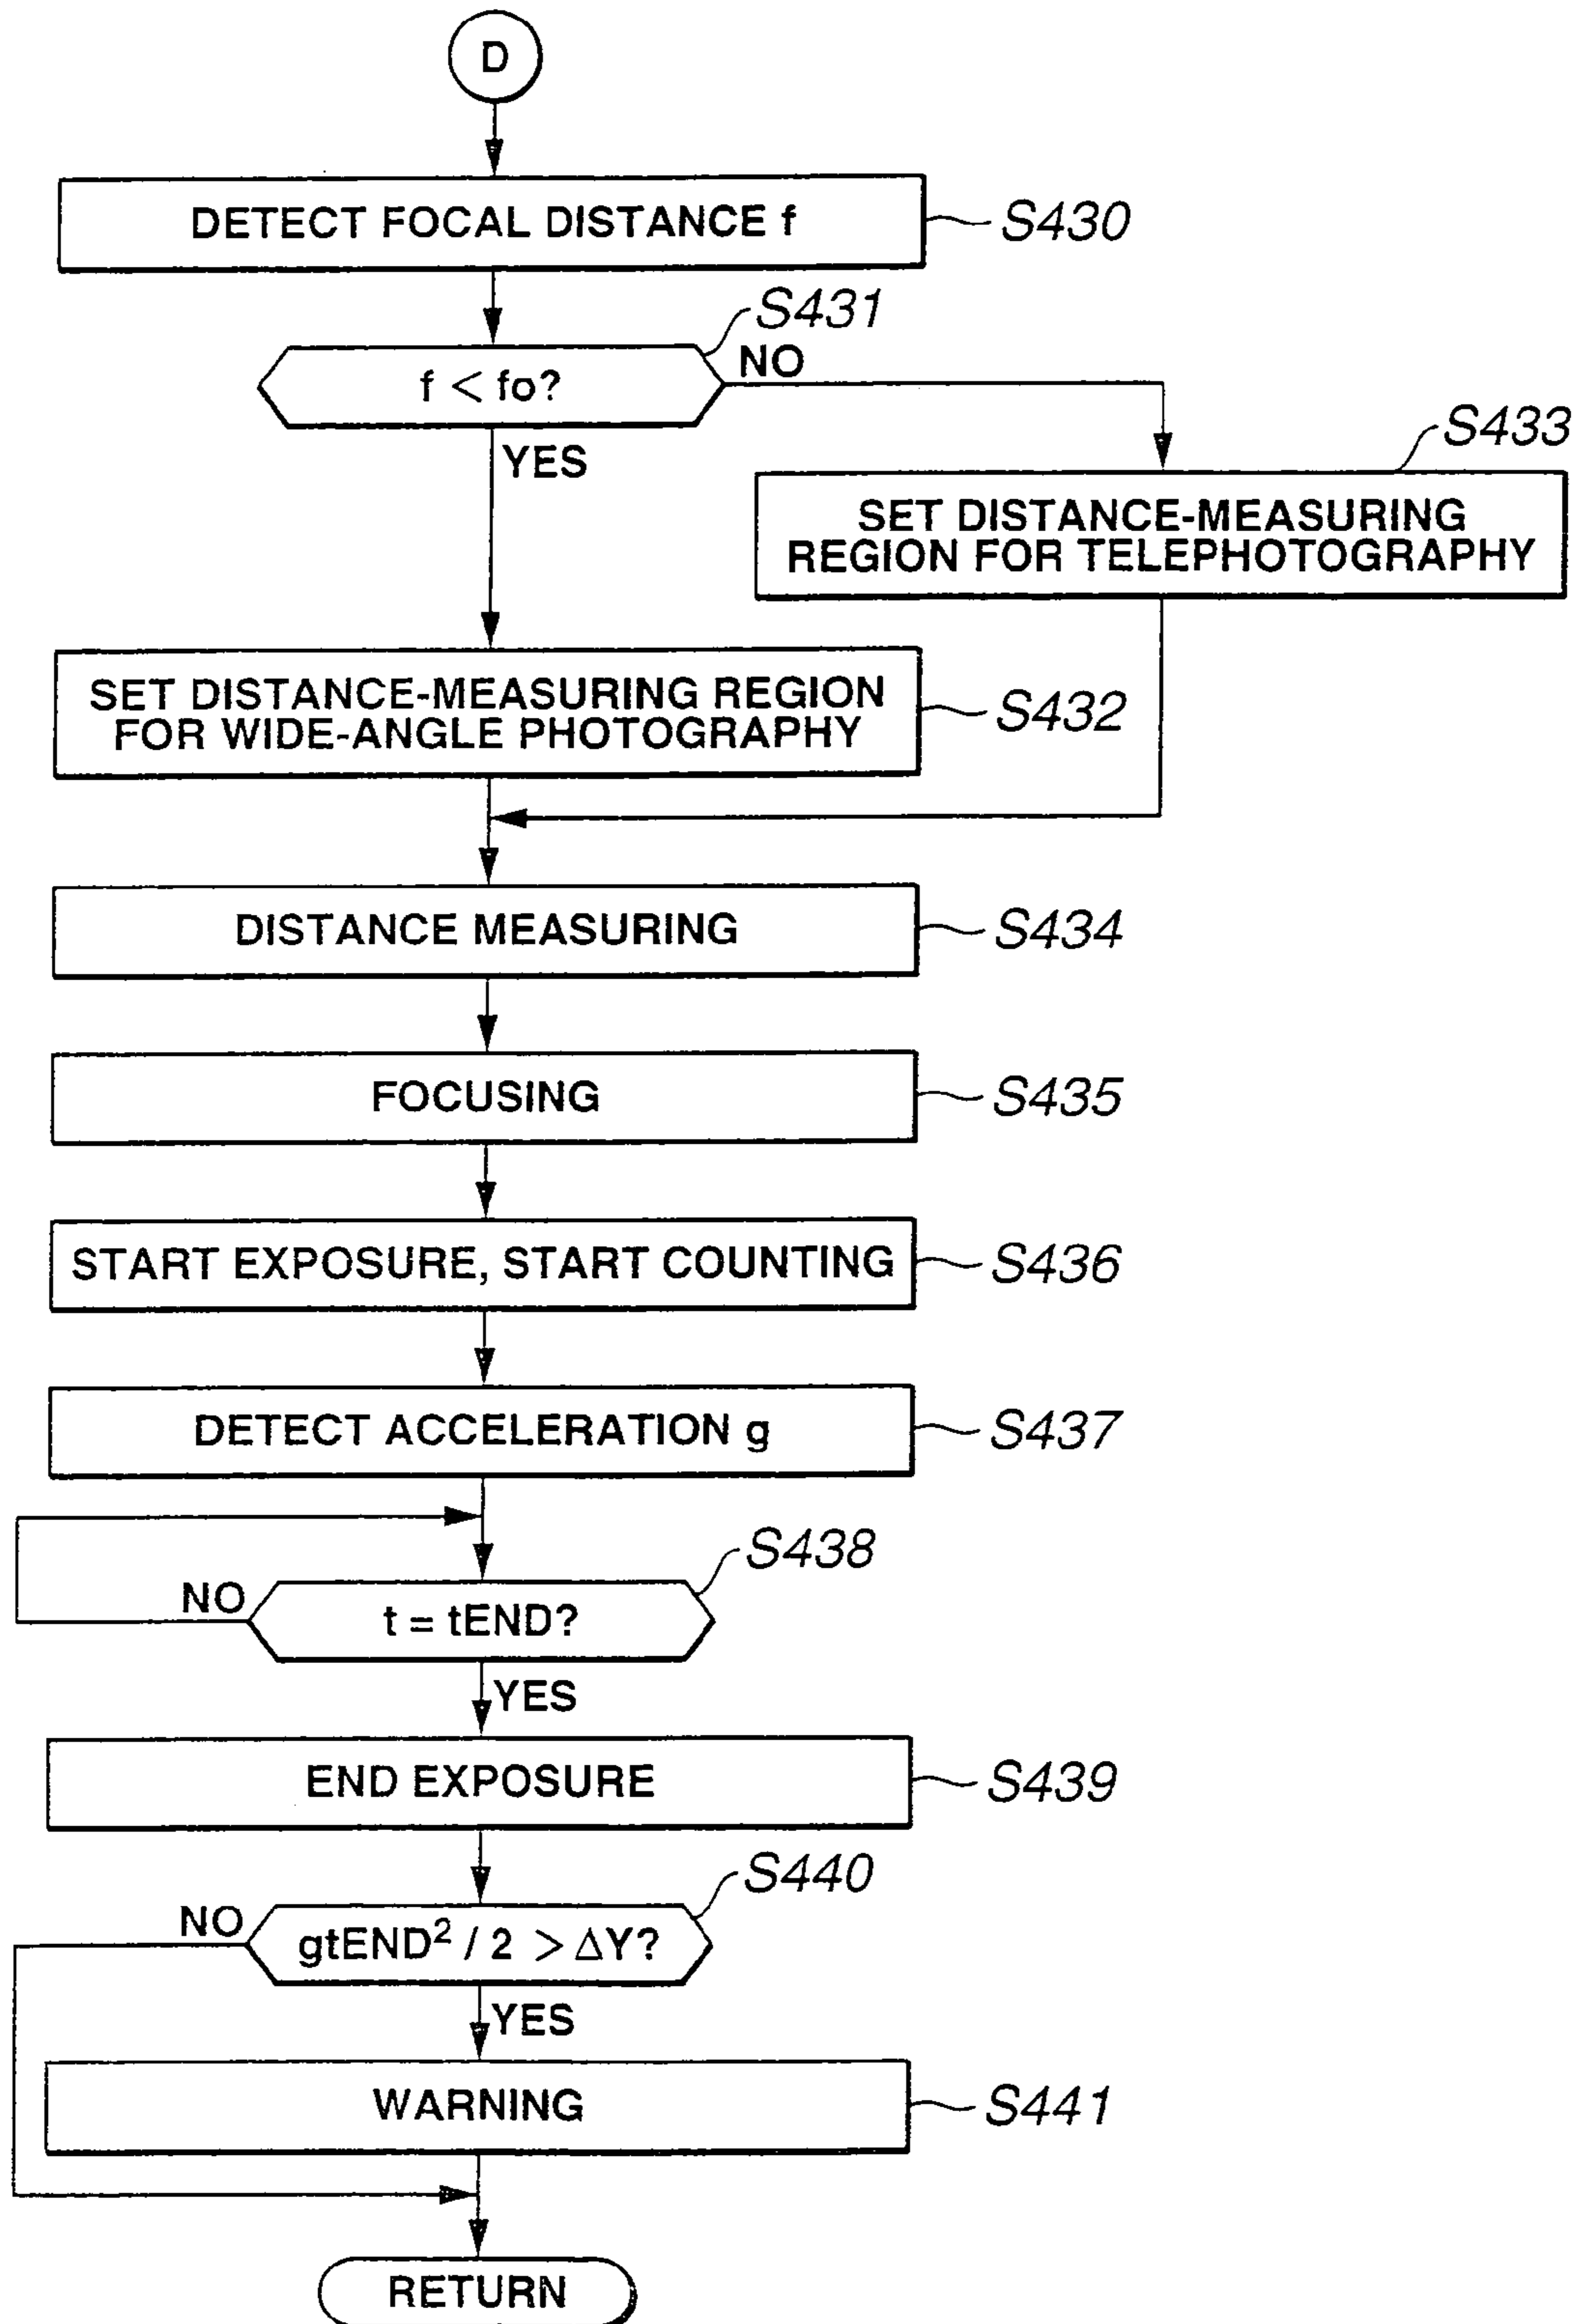 D
DETECT FOCAL DISTANCE f
S430
S431
f < fo?
NO
YES
S433
SET DISTANCE-MEASURING
REGION FOR TELEPHOTOGRAPHY
SET DISTANCE-MEASURING REGION
FOR WIDE-ANGLE PHOTOGRAPHY
S432
DISTANCE MEASURING
S434
FOCUSING
S435
START EXPOSURE, START COUNTING
S436
DETECT ACCELERATION g
S437
S438
NO
t = tEND?
YES
END EXPOSURE
S439
S440
NO
gtEND² / 2 > ΔY?
YES
WARNING
S441
RETURN